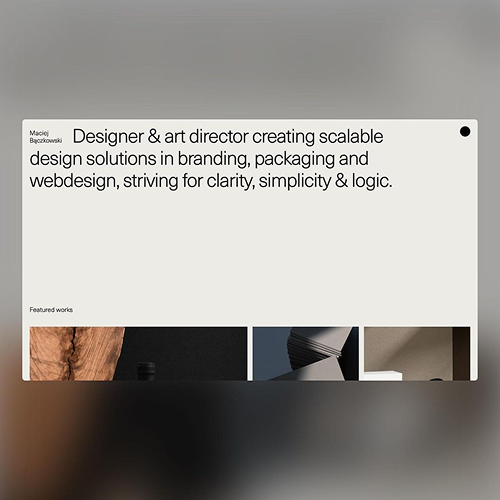 Maciej
Bączkowski
Designer & art director creating scalable
design solutions in branding, packaging and
webdesign, striving for clarity, simplicity & logic.
Featured works